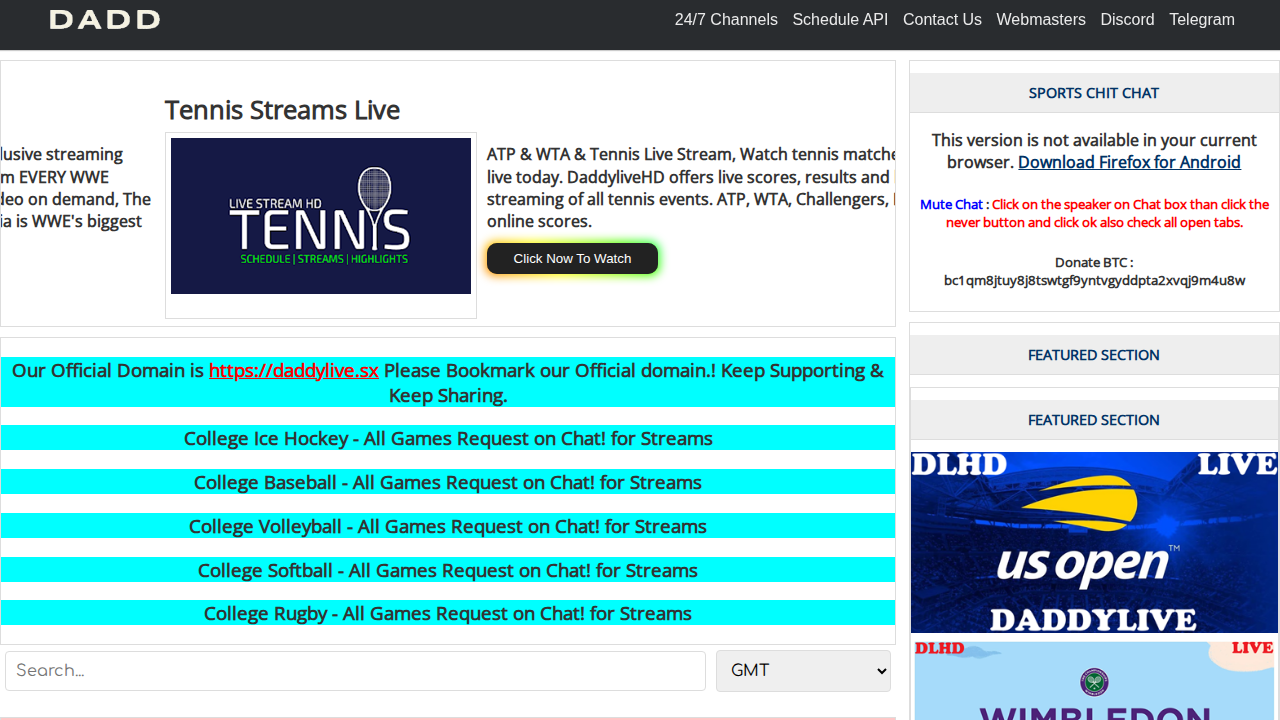 DADD
24/7 Channels Schedule API Contact Us Webmasters Discord Telegram
Tennis Streams Live
lusive streaming
m EVERY WWE
deo on demand, The
ia is WWE's biggest
LIVE STREAM HD
TENNIS
SCHEDULE | STREAMS | HIGHLIGHTS
ATP & WTA & Tennis Live Stream, Watch tennis matche
live today. DaddyliveHD offers live scores, results and
streaming of all tennis events. ATP, WTA, Challengers,
online scores.
Click Now To Watch
Our Official Domain is https://daddylive.sx Please Bookmark our Official domain.! Keep Supporting &
Keep Sharing.
College Ice Hockey - All Games Request on Chat! for Streams
College Baseball - All Games Request on Chat! for Streams
College Volleyball - All Games Request on Chat! for Streams
College Softball - All Games Request on Chat! for Streams
College Rugby - All Games Request on Chat! for Streams
Search...
GMT
SPORTS CHIT CHAT
This version is not available in your current
browser. Download Firefox for Android
Mute Chat : Click on the speaker on Chat box than click the
never button and click ok also check all open tabs.
Donate BTC :
bc1qm8jtuy8j8tswtgf9yntvgyddpta2xvqj9m4u8w
FEATURED SECTION
FEATURED SECTION
DLHD LIVE
us open
TM
DADDYLIVE
DLHD LIVE
WIMBLEDON